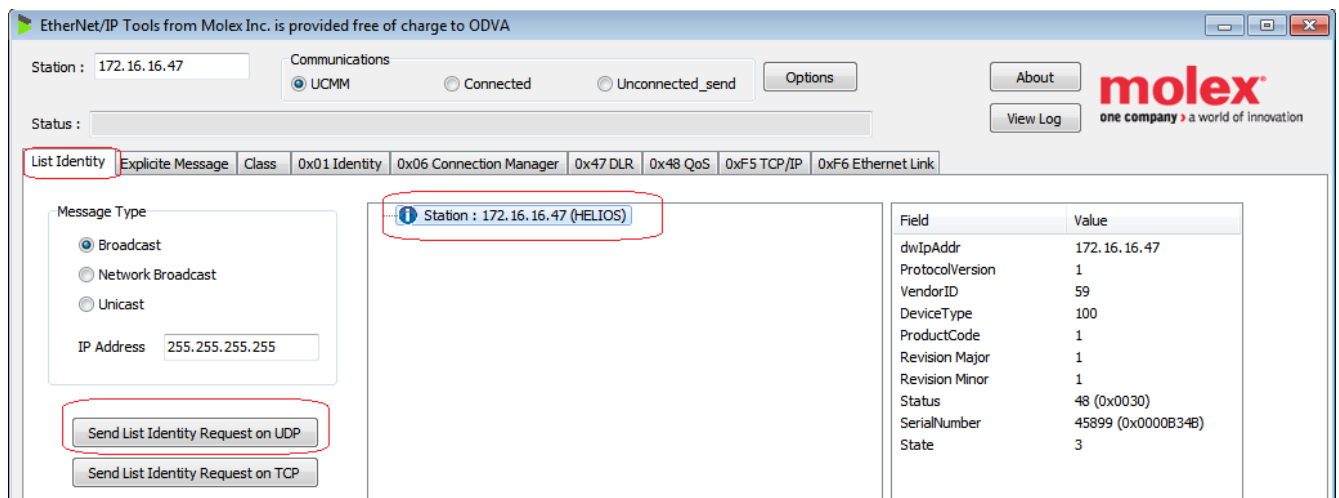 EtherNet/IP Tools from Molex Inc. is provided free of charge to ODVA
Station : 172.16.16.47
Communications
UCMM Connected Unconnected_send
Options
About
View Log
molex
one company > a world of innovation
Status :
List Identity Explicite Message Class 0x01 Identity 0x06 Connection Manager 0x47 DLR 0x48 QoS 0xF5 TCP/IP 0xF6 Ethernet Link
Message Type
Broadcast
Network Broadcast
Unicast
IP Address 255.255.255.255
Send List Identity Request on UDP
Send List Identity Request on TCP
Station : 172.16.16.47 (HELIOS)
Field Value
dwIpAddr 172.16.16.47
ProtocolVersion 1
VendorID 59
DeviceType 100
ProductCode 1
Revision Major 1
Revision Minor 1
Status 48 (0x0030)
SerialNumber 45899 (0x0000B34B)
State 3